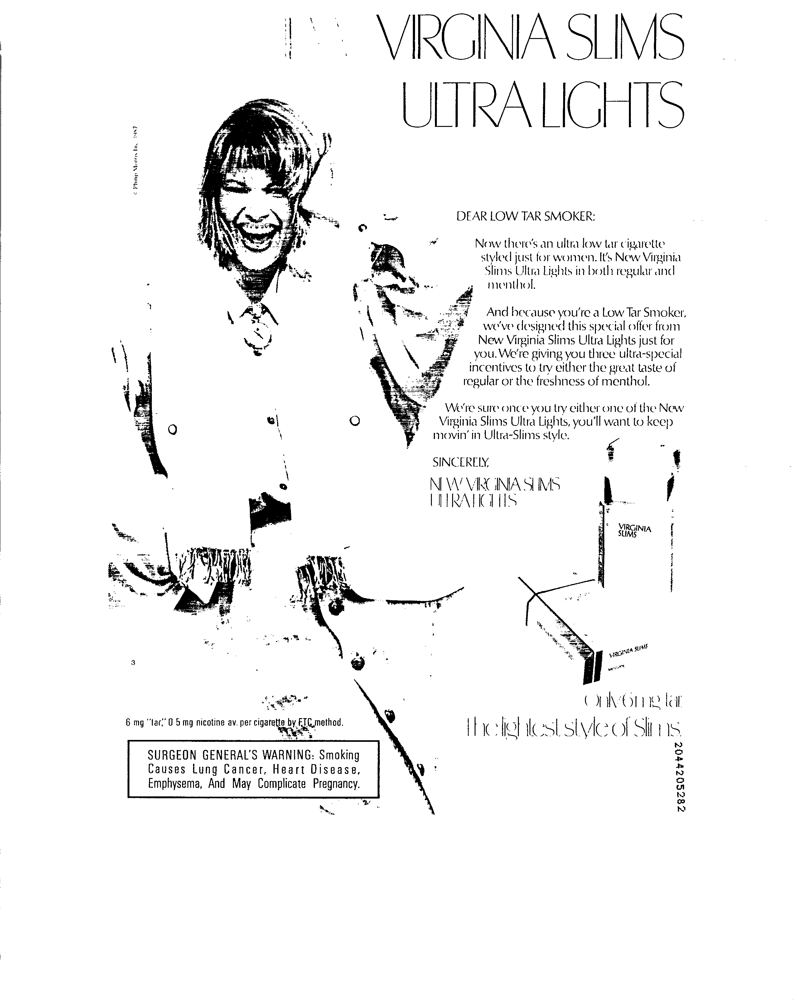 VIRGINIA SLIMS
ULTRA LIGHTS
© Philip Morris Inc. 1987
DEAR LOW TAR SMOKER:
Now there's an ultra low tar cigarette
styled just for women. It's New Virginia
Slims Ultra Lights in both regular and
menthol.
And because you're a Low Tar Smoker,
we've designed this special offer from
New Virginia Slims Ultra Lights just for
you. We're giving you three ultra-special
incentives to try either the great taste of
regular or the freshness of menthol.
We're sure once you try either one of the New
Virginia Slims Ultra Lights, you'll want to keep
movin' in Ultra-Slims style.
SINCERELY,
NEW VIRGINIA SLIMS
ULTRA LIGHTS
VIRGINIA
SLIMS
VIRGINIA SLIMS
3
Only 6 mg tar
The lightest style of Slims.
6 mg "tar," 0 5 mg nicotine av. per cigarette by FTC method.
SURGEON GENERAL'S WARNING: Smoking
Causes Lung Cancer, Heart Disease,
Emphysema, And May Complicate Pregnancy.
2044205282